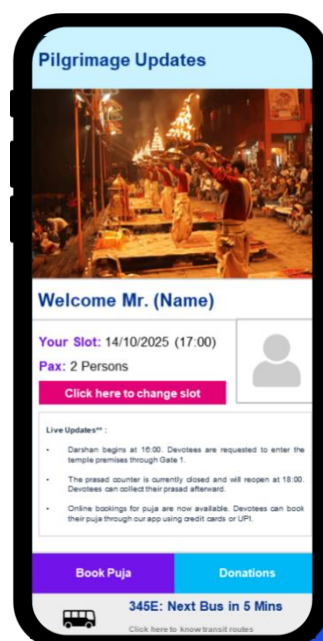 Pilgrimage Updates
Welcome Mr. (Name)
Your Slot: 14/10/2025 (17:00)
Pax: 2 Persons
Click here to change slot
Live Updates** :
• Darshan begins at 16:00. Devotees are requested to enter the
temple premises through Gate 1.
• The prasad counter is currently closed and will reopen at 18:00.
Devotees can collect their prasad afterward.
• Online bookings for puja are now available. Devotees can book
their puja through our app using credit cards or UPI.
Book Puja
Donations
345E: Next Bus in 5 Mins
Click here to know transit routes